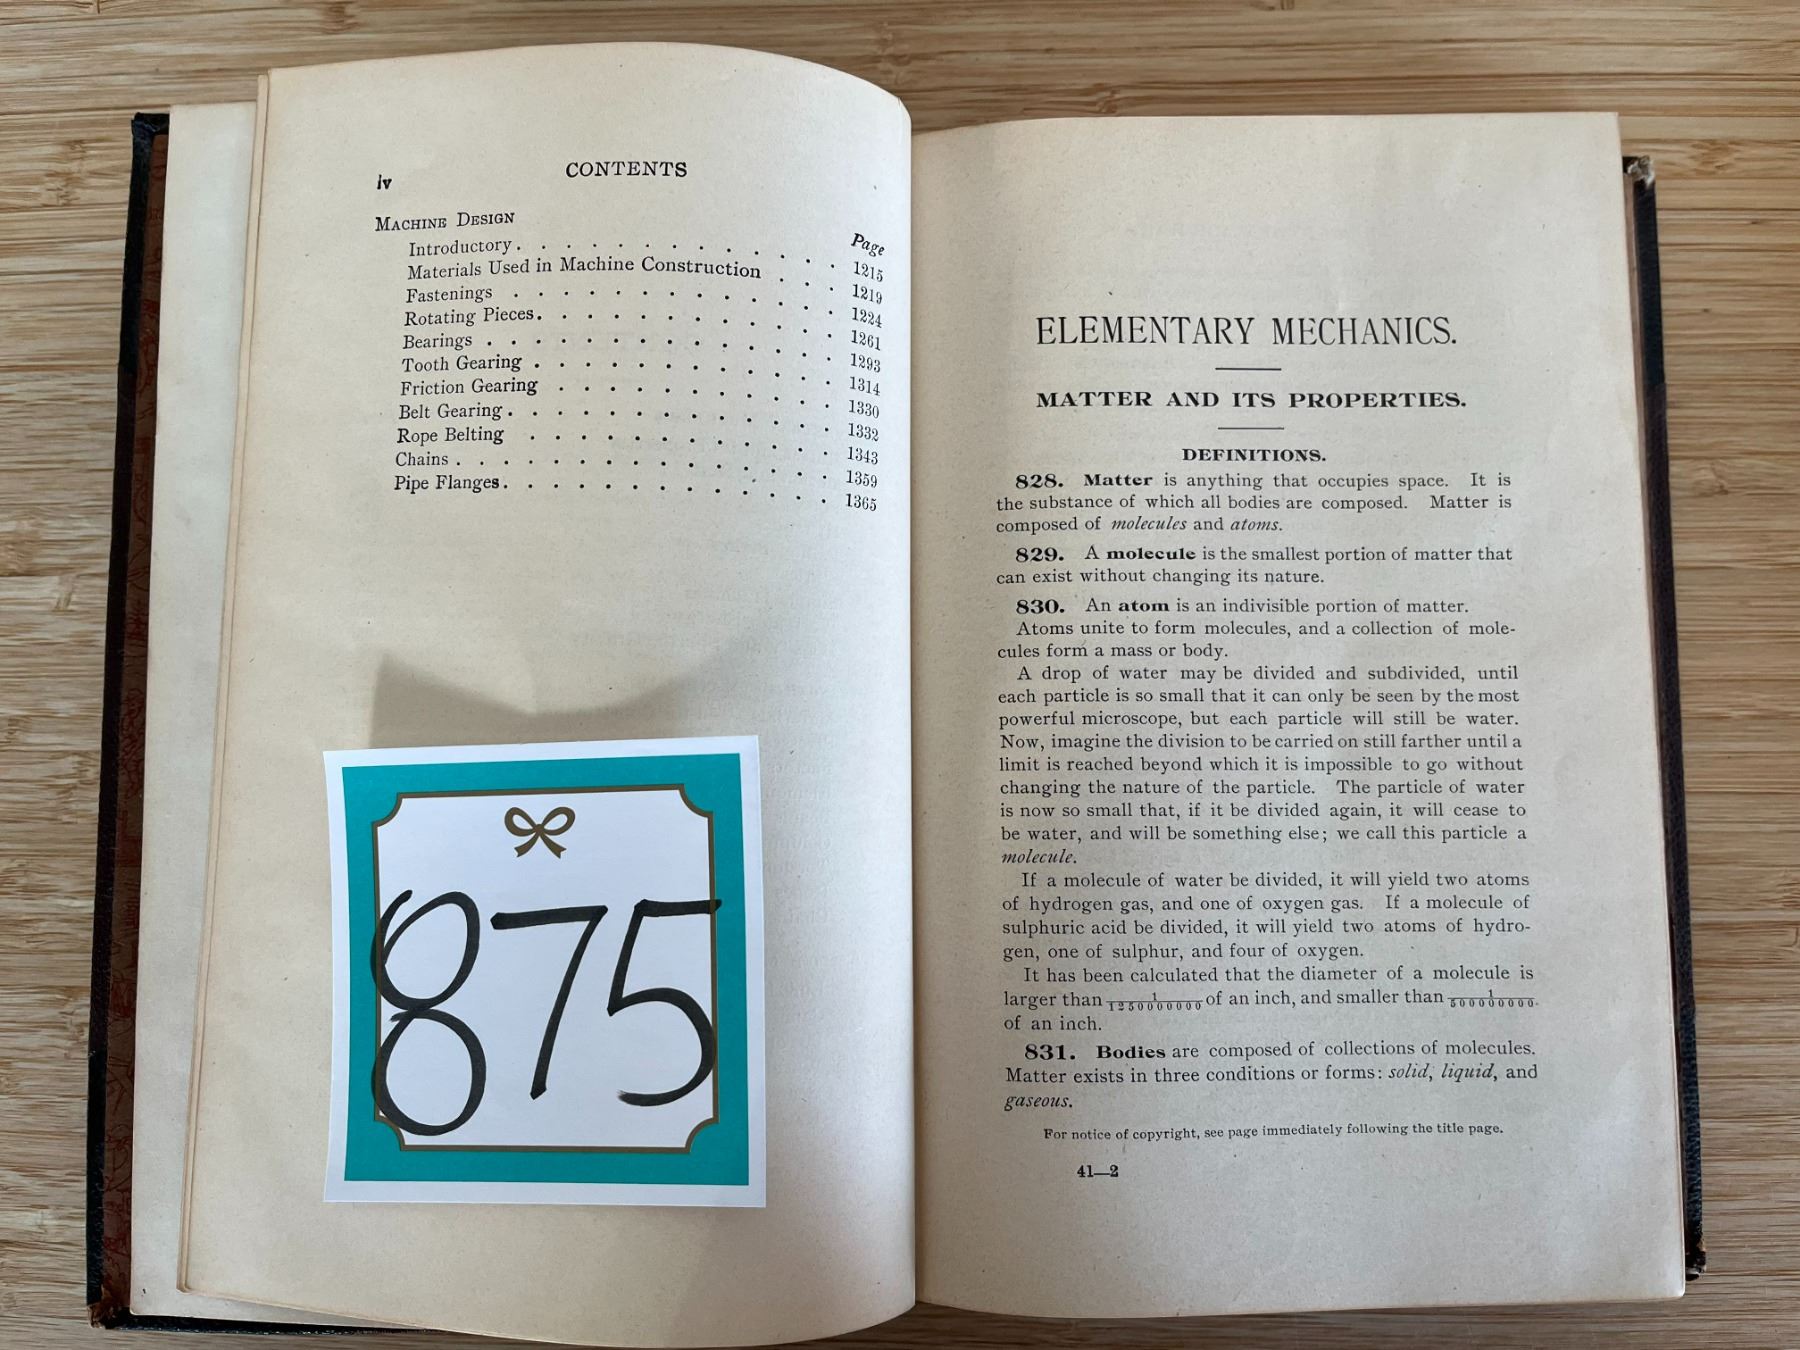 iv
CONTENTS
MACHINE DESIGN
Page
Introductory . . . . . . . . . . . . . 1215
Materials Used in Machine Construction . . . 1219
Fastenings . . . . . . . . . . . . . 1224
Rotating Pieces . . . . . . . . . . . . 1261
Bearings . . . . . . . . . . . . . . 1293
Tooth Gearing . . . . . . . . . . . . 1314
Friction Gearing . . . . . . . . . . . 1330
Belt Gearing . . . . . . . . . . . . . 1332
Rope Belting . . . . . . . . . . . . 1343
Chains . . . . . . . . . . . . . . . 1359
Pipe Flanges . . . . . . . . . . . . . 1365
875
ELEMENTARY MECHANICS.
MATTER AND ITS PROPERTIES.
DEFINITIONS.
828. Matter is anything that occupies space. It is
the substance of which all bodies are composed. Matter is
composed of molecules and atoms.
829. A molecule is the smallest portion of matter that
can exist without changing its nature.
830. An atom is an indivisible portion of matter.
Atoms unite to form molecules, and a collection of mole-
cules form a mass or body.
A drop of water may be divided and subdivided, until
each particle is so small that it can only be seen by the most
powerful microscope, but each particle will still be water.
Now, imagine the division to be carried on still farther until a
limit is reached beyond which it is impossible to go without
changing the nature of the particle. The particle of water
is now so small that, if it be divided again, it will cease to
be water, and will be something else; we call this particle a
molecule.
If a molecule of water be divided, it will yield two atoms
of hydrogen gas, and one of oxygen gas. If a molecule of
sulphuric acid be divided, it will yield two atoms of hydro-
gen, one of sulphur, and four of oxygen.
It has been calculated that the diameter of a molecule is
larger than 1/1250000000 of an inch, and smaller than 1/500000000
of an inch.
831. Bodies are composed of collections of molecules.
Matter exists in three conditions or forms: solid, liquid, and
gaseous.
For notice of copyright, see page immediately following the title page.
41—2